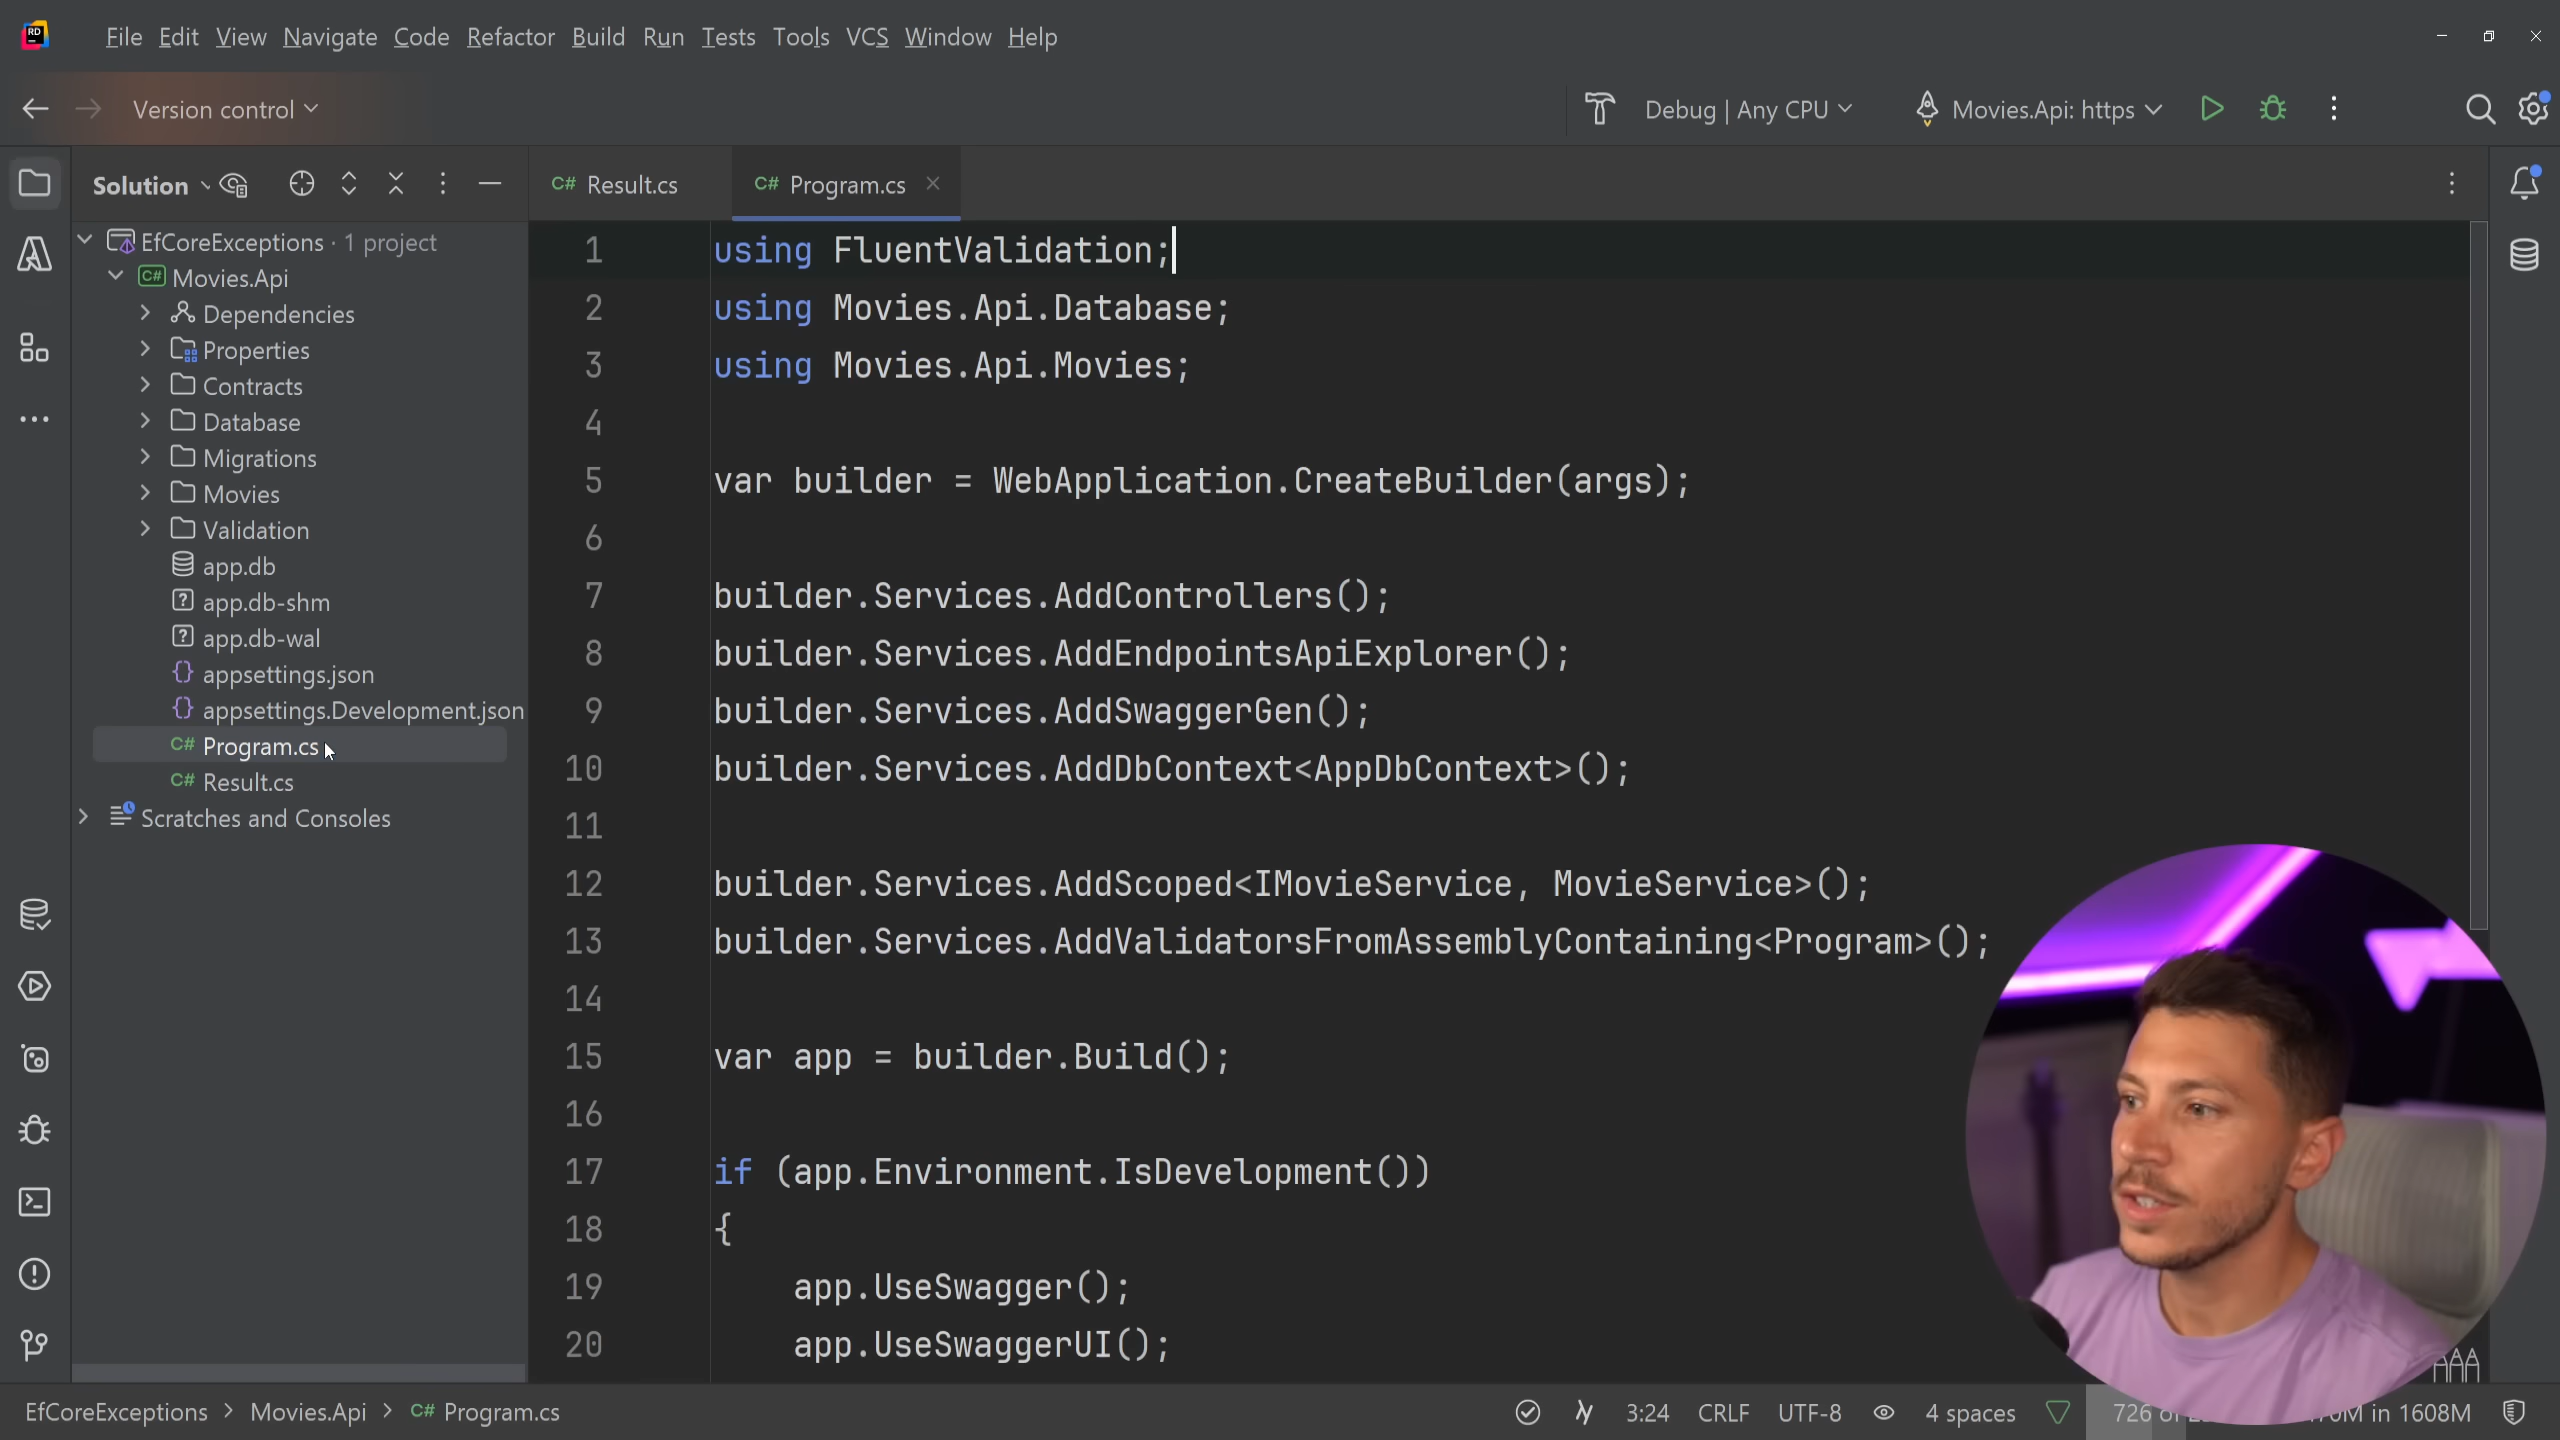 RD
File Edit View Navigate Code Refactor Build Run Tests Tools VCS Window Help
Version control
Debug | Any CPU
Movies.Api: https
Solution
C# Result.cs
C# Program.cs
EfCoreExceptions · 1 project
C# Movies.Api
Dependencies
Properties
Contracts
Database
Migrations
Movies
Validation
app.db
app.db-shm
app.db-wal
{} appsettings.json
{} appsettings.Development.json
C# Program.cs
C# Result.cs
Scratches and Consoles
1 using FluentValidation;
2 using Movies.Api.Database;
3 using Movies.Api.Movies;
4
5 var builder = WebApplication.CreateBuilder(args);
6
7 builder.Services.AddControllers();
8 builder.Services.AddEndpointsApiExplorer();
9 builder.Services.AddSwaggerGen();
10 builder.Services.AddDbContext<AppDbContext>();
11
12 builder.Services.AddScoped<IMovieService, MovieService>();
13 builder.Services.AddValidatorsFromAssemblyContaining<Program>();
14
15 var app = builder.Build();
16
17 if (app.Environment.IsDevelopment())
18 {
19 app.UseSwagger();
20 app.UseSwaggerUI();
EfCoreExceptions > Movies.Api > C# Program.cs
3:24 CRLF UTF-8 4 spaces 726 in 1608M